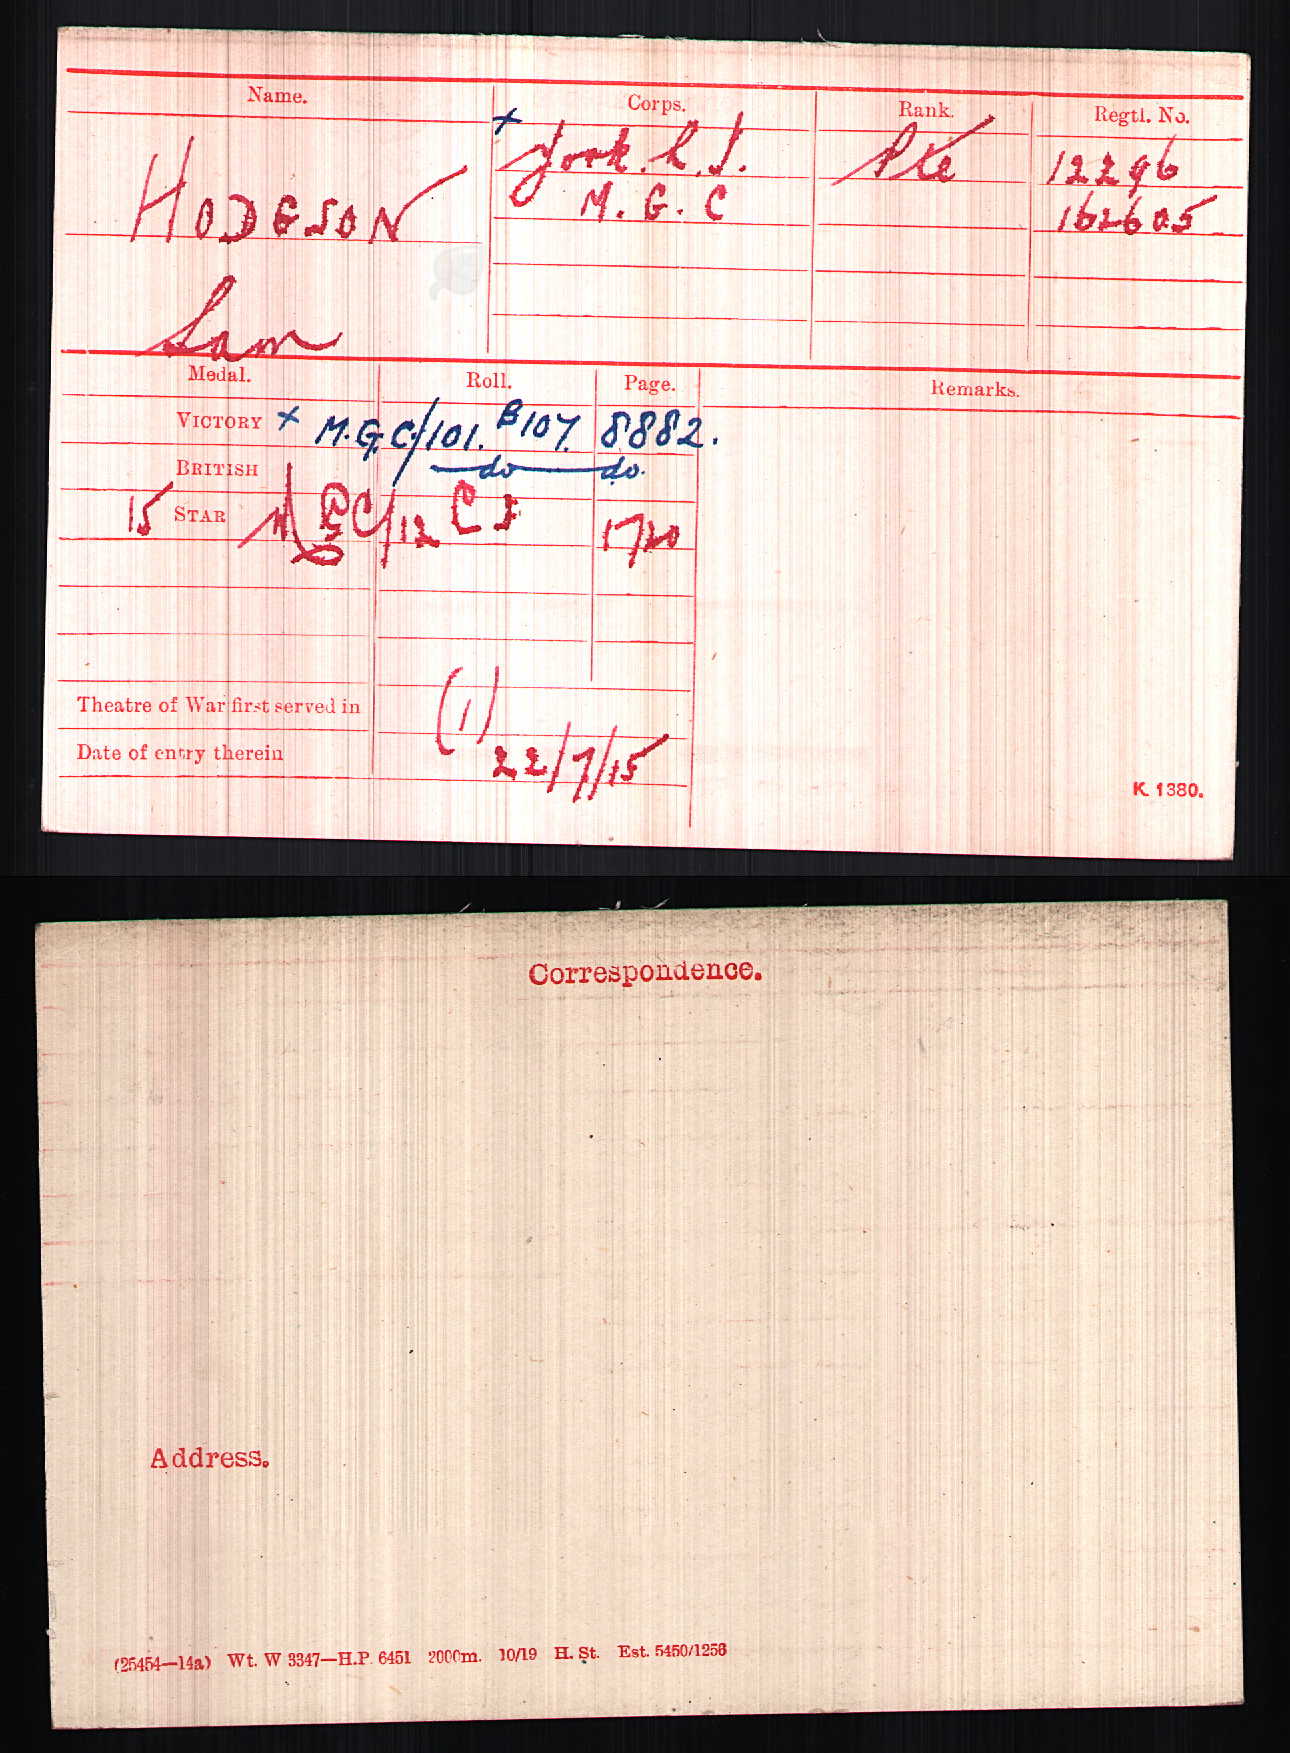 Name. Corps. Rank. Regtl. No.
HODGSON × York. L. I. Pte 12296
M. G. C 162605
Sam
Medal. Roll. Page. Remarks.
VICTORY × M.G.C/101. B107. 8882.
BRITISH do do.
15 STAR MGC/12 C 3 1720
Theatre of War first served in (1)
Date of entry therein 22/7/15
K. 1380.
Correspondence.
Address.
(25454—14a) Wt. W 3347—H.P. 6451 2000m. 10/19 H. St. Est. 5450/1256